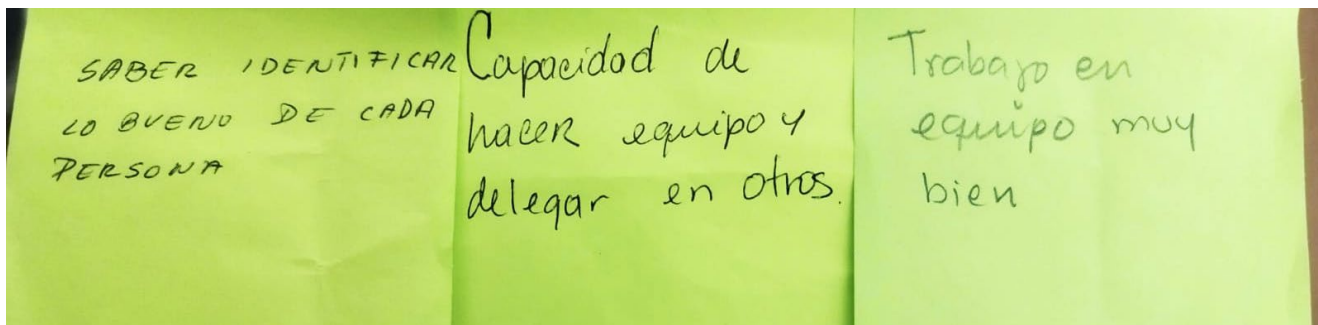 SABER IDENTIFICAR
LO BUENO DE CADA
PERSONA
Capacidad de
hacer equipo y
delegar en otros.
Trabajo en
equipo muy
bien